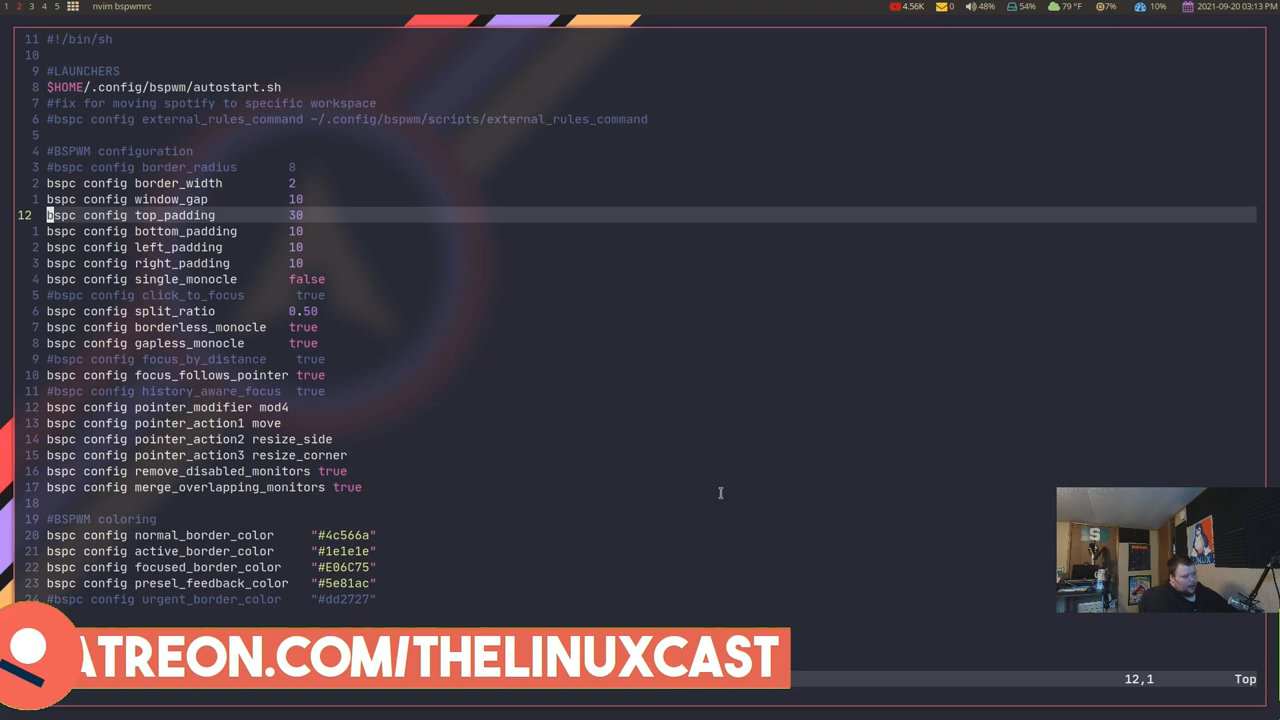 1 2 3 4 5 nvim bspwmrc 4.56K 0 48% 54% 79 °F 7% 10% 2021-09-20 03:13 PM
11 #!/bin/sh
10
9 #LAUNCHERS
8 $HOME/.config/bspwm/autostart.sh
7 #fix for moving spotify to specific workspace
6 #bspc config external_rules_command ~/.config/bspwm/scripts/external_rules_command
5
4 #BSPWM configuration
3 #bspc config border_radius 8
2 bspc config border_width 2
1 bspc config window_gap 10
12 bspc config top_padding 30
1 bspc config bottom_padding 10
2 bspc config left_padding 10
3 bspc config right_padding 10
4 bspc config single_monocle false
5 #bspc config click_to_focus true
6 bspc config split_ratio 0.50
7 bspc config borderless_monocle true
8 bspc config gapless_monocle true
9 #bspc config focus_by_distance true
10 bspc config focus_follows_pointer true
11 #bspc config history_aware_focus true
12 bspc config pointer_modifier mod4
13 bspc config pointer_action1 move
14 bspc config pointer_action2 resize_side
15 bspc config pointer_action3 resize_corner
16 bspc config remove_disabled_monitors true
17 bspc config merge_overlapping_monitors true
18
19 #BSPWM coloring
20 bspc config normal_border_color "#4c566a"
21 bspc config active_border_color "#1e1e1e"
22 bspc config focused_border_color "#E06C75"
23 bspc config presel_feedback_color "#5e81ac"
24 #bspc config urgent_border_color "#dd2727"
ATREON.COM/THELINUXCAST
12,1 Top